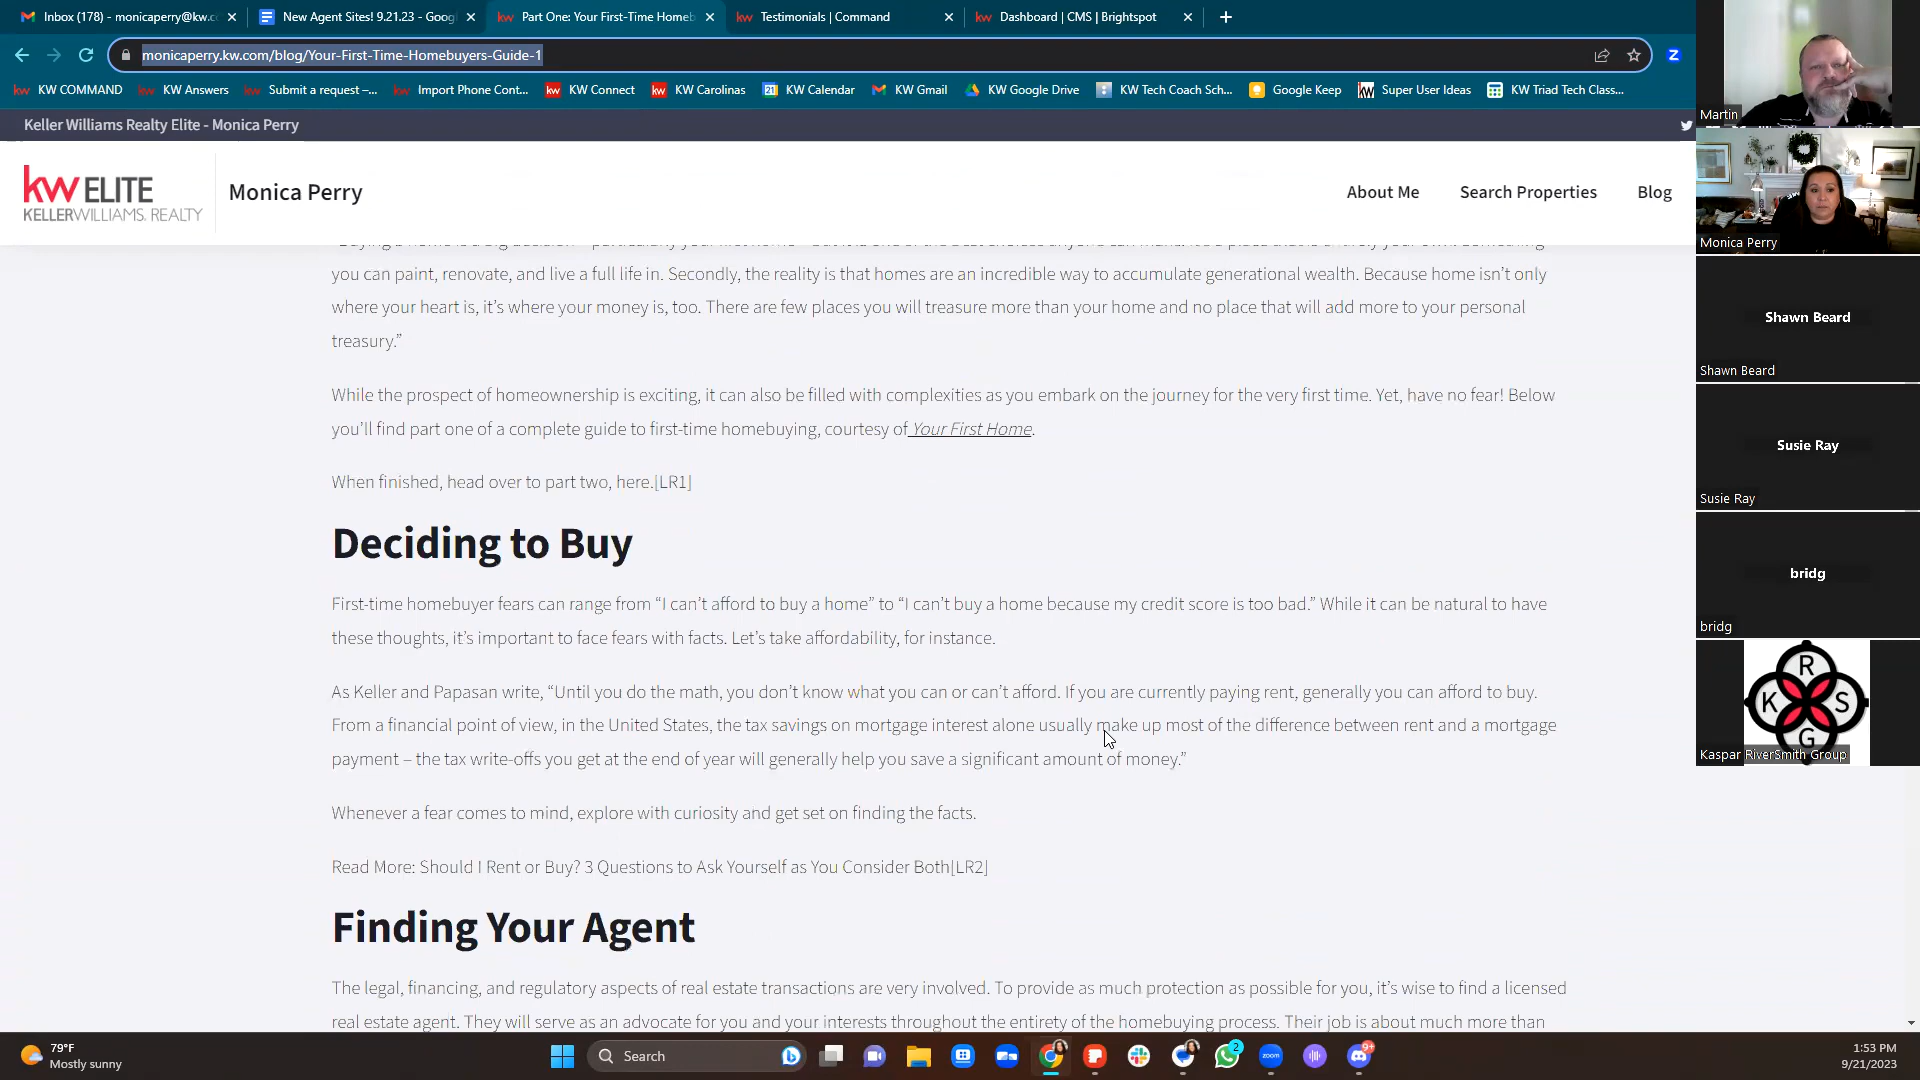 Inbox (178) - monicaperry@kw.c
New Agent Sites! 9.21.23 - Goog
Part One: Your First-Time Homeb
Testimonials | Command
Dashboard | CMS | Brightspot
monicaperry.kw.com/blog/Your-First-Time-Homebuyers-Guide-1
KW COMMAND
KW Answers
Submit a request –...
Import Phone Cont...
KW Connect
KW Carolinas
KW Calendar
KW Gmail
KW Google Drive
KW Tech Coach Sch...
Google Keep
Super User Ideas
KW Triad Tech Class...
Keller Williams Realty Elite - Monica Perry
kw ELITE
KELLERWILLIAMS. REALTY
Monica Perry
About Me
Search Properties
Blog
you can paint, renovate, and live a full life in. Secondly, the reality is that homes are an incredible way to accumulate generational wealth. Because home isn’t only
where your heart is, it’s where your money is, too. There are few places you will treasure more than your home and no place that will add more to your personal
treasury.”
While the prospect of homeownership is exciting, it can also be filled with complexities as you embark on the journey for the very first time. Yet, have no fear! Below
you’ll find part one of a complete guide to first-time homebuying, courtesy of Your First Home.
When finished, head over to part two, here.[LR1]
Deciding to Buy
First-time homebuyer fears can range from “I can’t afford to buy a home” to “I can’t buy a home because my credit score is too bad.” While it can be natural to have
these thoughts, it’s important to face fears with facts. Let’s take affordability, for instance.
As Keller and Papasan write, “Until you do the math, you don’t know what you can or can’t afford. If you are currently paying rent, generally you can afford to buy.
From a financial point of view, in the United States, the tax savings on mortgage interest alone usually make up most of the difference between rent and a mortgage
payment – the tax write-offs you get at the end of year will generally help you save a significant amount of money.”
Whenever a fear comes to mind, explore with curiosity and get set on finding the facts.
Read More: Should I Rent or Buy? 3 Questions to Ask Yourself as You Consider Both[LR2]
Finding Your Agent
The legal, financing, and regulatory aspects of real estate transactions are very involved. To provide as much protection as possible for you, it’s wise to find a licensed
real estate agent. They will serve as an advocate for you and your interests throughout the entirety of the homebuying process. Their job is about much more than
Martin
Monica Perry
Shawn Beard
Shawn Beard
Susie Ray
Susie Ray
bridg
bridg
R
K S
G
Kaspar RiverSmith Group
79°F
Mostly sunny
Search
2
zoom
9+
1:53 PM
9/21/2023